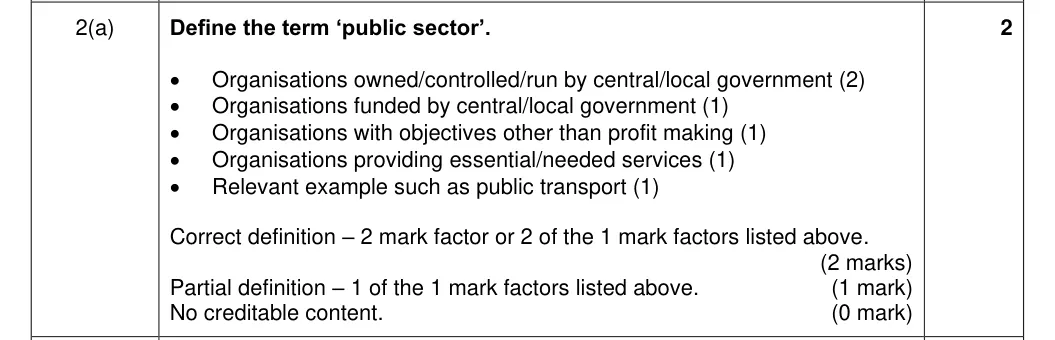 2(a) Define the term ‘public sector’. 2
• Organisations owned/controlled/run by central/local government (2)
• Organisations funded by central/local government (1)
• Organisations with objectives other than profit making (1)
• Organisations providing essential/needed services (1)
• Relevant example such as public transport (1)
Correct definition – 2 mark factor or 2 of the 1 mark factors listed above.
(2 marks)
Partial definition – 1 of the 1 mark factors listed above. (1 mark)
No creditable content. (0 mark)